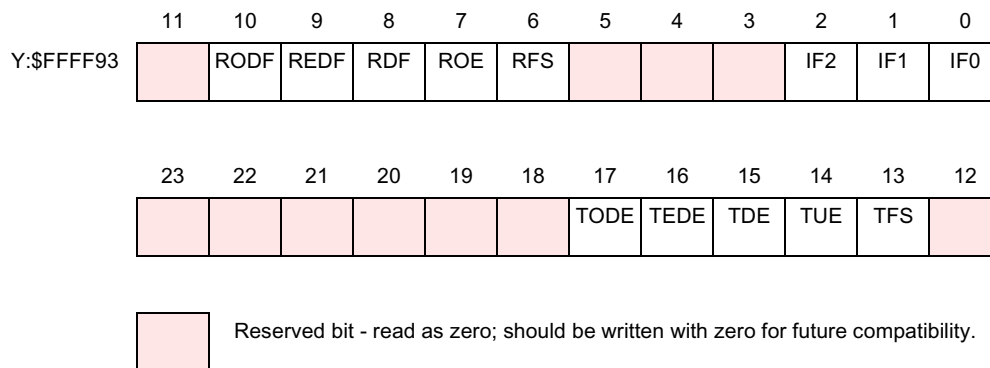 11 10 9 8 7 6 5 4 3 2 1 0
Y:$FFFF93 RODF REDF RDF ROE RFS IF2 IF1 IF0
23 22 21 20 19 18 17 16 15 14 13 12
TODE TEDE TDE TUE TFS
Reserved bit - read as zero; should be written with zero for future compatibility.